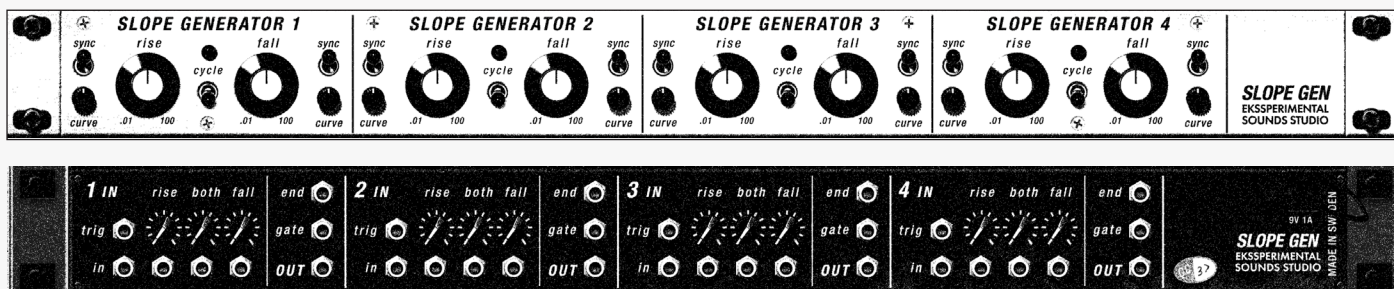 SLOPE GENERATOR 1 SLOPE GENERATOR 2 SLOPE GENERATOR 3 SLOPE GENERATOR 4
sync rise fall sync sync rise fall sync sync rise fall sync sync rise fall sync
cycle cycle cycle cycle
curve .01 100 .01 100 curve curve .01 100 .01 100 curve curve .01 100 .01 100 curve curve .01 100 .01 100 curve
SLOPE GEN
EKSSPERIMENTAL
SOUNDS STUDIO
1 IN rise both fall end 2 IN rise both fall end 3 IN rise both fall end 4 IN rise both fall end
trig gate trig gate trig gate trig gate
in OUT in OUT in OUT in OUT
9V 1A
SLOPE GEN
EKSSPERIMENTAL
SOUNDS STUDIO
37
MADE IN SWEDEN